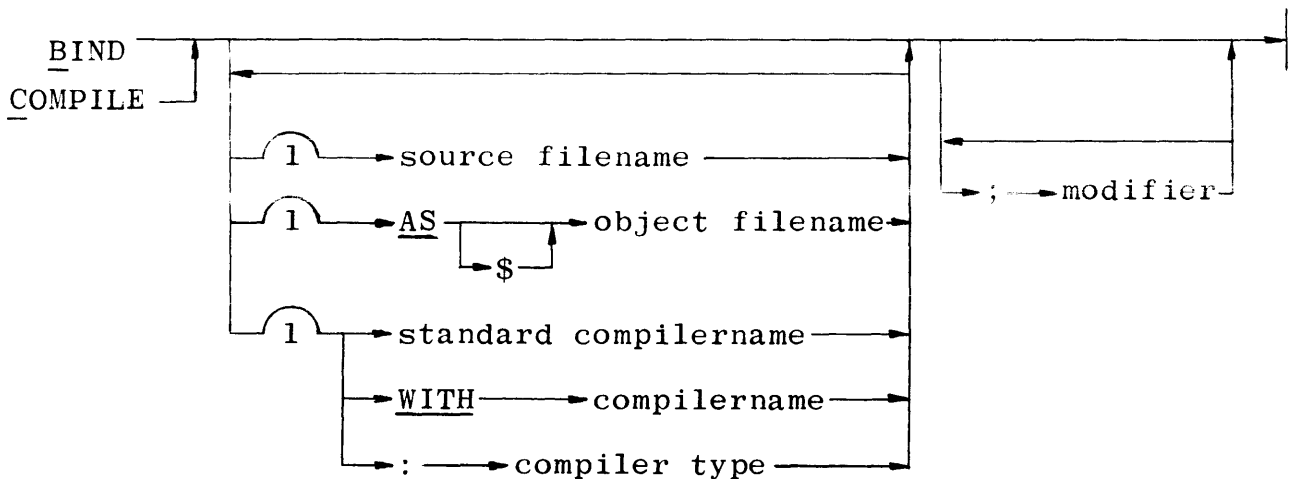 BIND
COMPILE
1 source filename
; modifier
1 AS object filename
$
1 standard compilername
WITH compilername
: compiler type